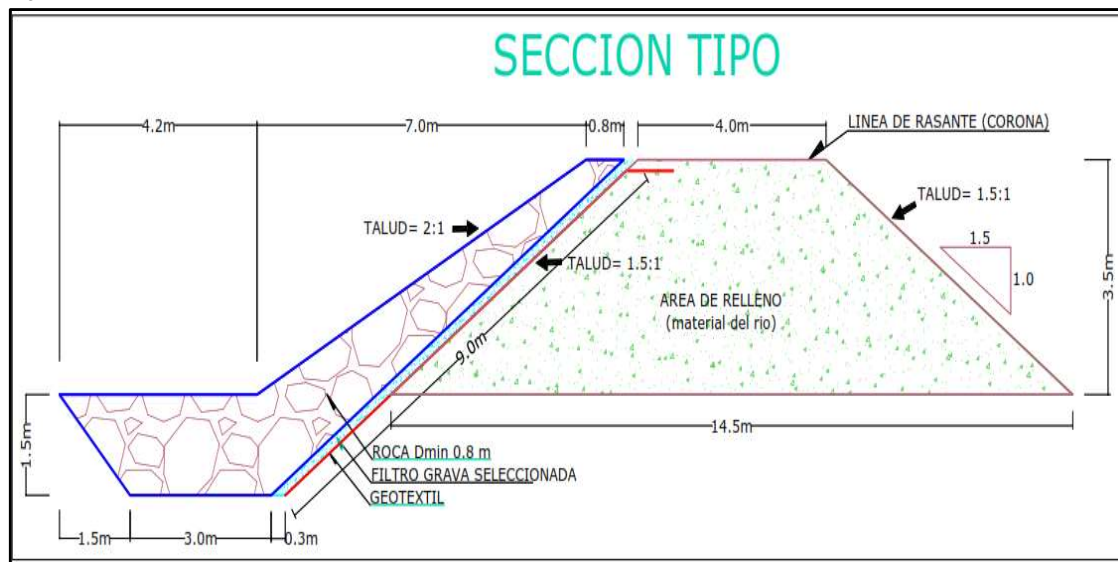 SECCION TIPO
4.2m
7.0m
0.8m
4.0m
LINEA DE RASANTE (CORONA)
TALUD= 2:1
TALUD= 1.5:1
TALUD= 1.5:1
1.5
1.0
3.5m
AREA DE RELLENO
(material del rio)
9.0m
14.5m
1.5m
ROCA Dmin 0.8 m
FILTRO GRAVA SELECCIONADA
GEOTEXTIL
1.5m
3.0m
0.3m